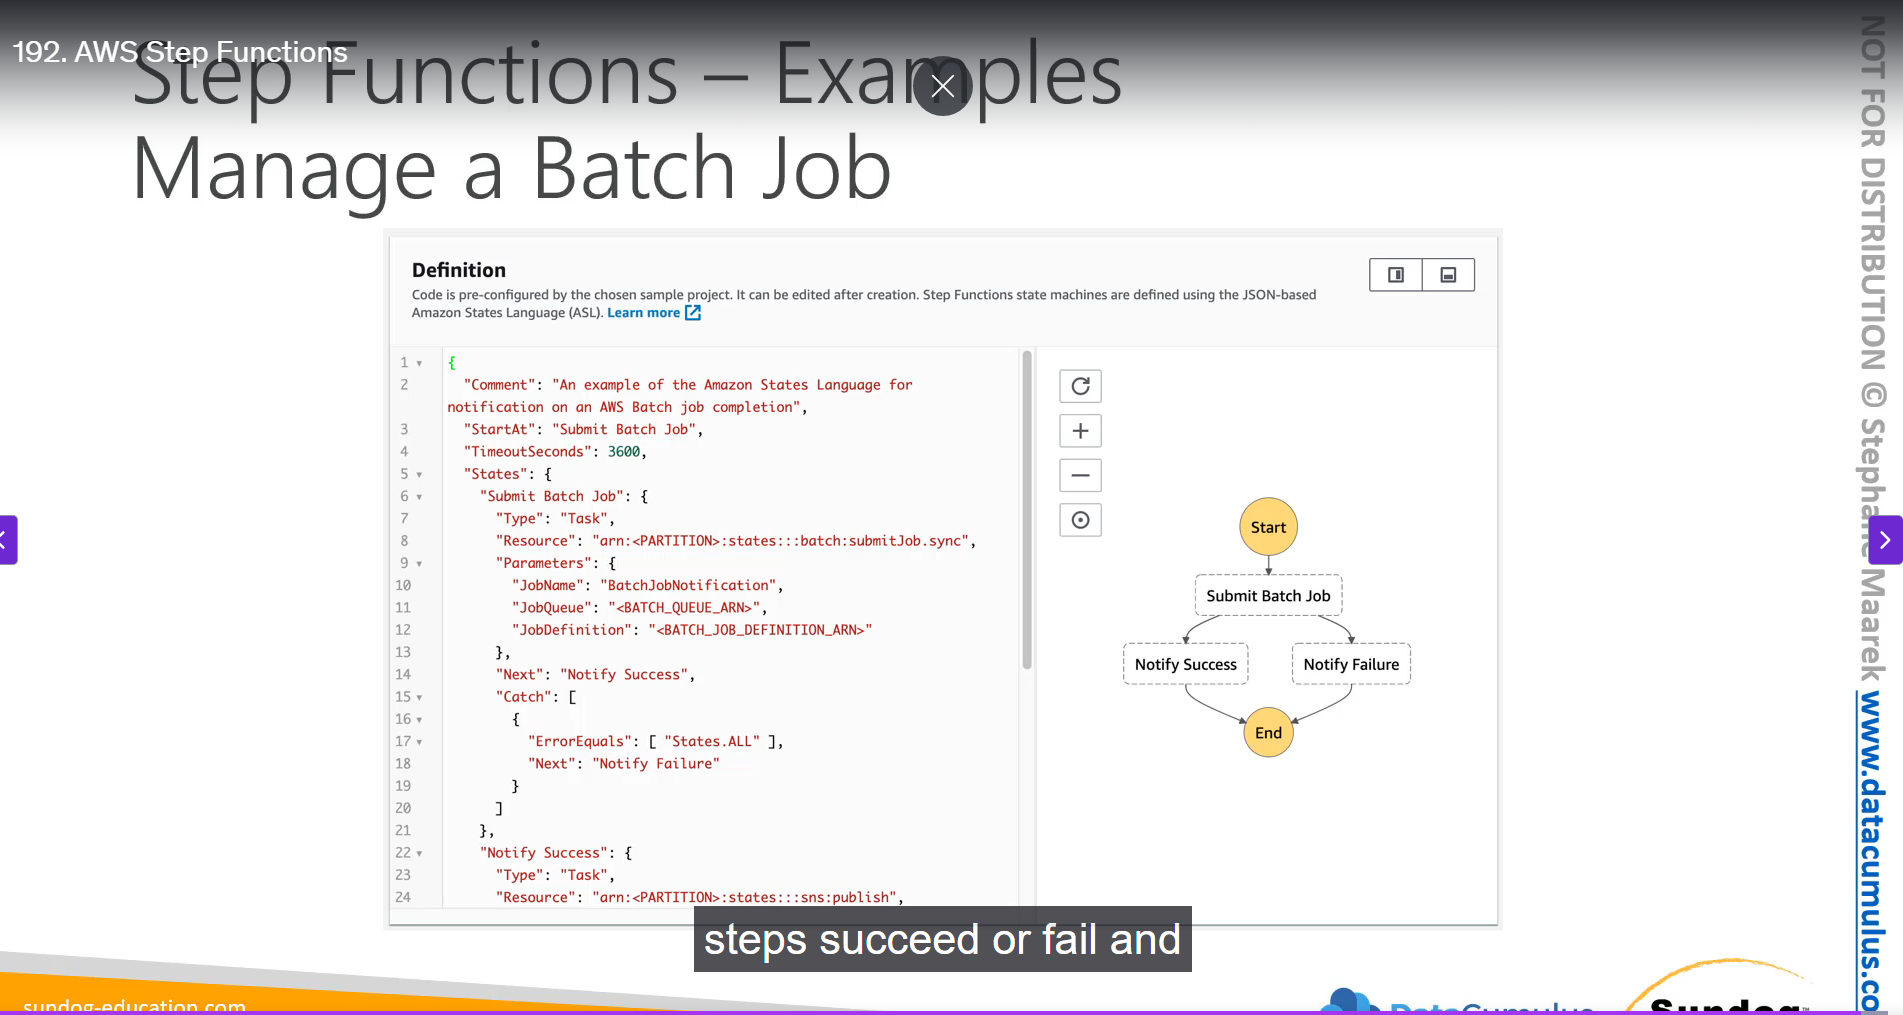 192. AWS Step Functions
Step Functions – Examples
Manage a Batch Job
Definition
Code is pre-configured by the chosen sample project. It can be edited after creation. Step Functions state machines are defined using the JSON-based
Amazon States Language (ASL). Learn more
1 {
2 "Comment": "An example of the Amazon States Language for
notification on an AWS Batch job completion",
3 "StartAt": "Submit Batch Job",
4 "TimeoutSeconds": 3600,
5 "States": {
6 "Submit Batch Job": {
7 "Type": "Task",
8 "Resource": "arn:<PARTITION>:states:::batch:submitJob.sync",
9 "Parameters": {
10 "JobName": "BatchJobNotification",
11 "JobQueue": "<BATCH_QUEUE_ARN>",
12 "JobDefinition": "<BATCH_JOB_DEFINITION_ARN>"
13 },
14 "Next": "Notify Success",
15 "Catch": [
16 {
17 "ErrorEquals": [ "States.ALL" ],
18 "Next": "Notify Failure"
19 }
20 ]
21 },
22 "Notify Success": {
23 "Type": "Task",
24 "Resource": "arn:<PARTITION>:states:::sns:publish",
Start
Submit Batch Job
Notify Success
Notify Failure
End
steps succeed or fail and
sundog-education.com
DataCumulus
Sundog
NOT FOR DISTRIBUTION © Stephane Maarek www.datacumulus.co